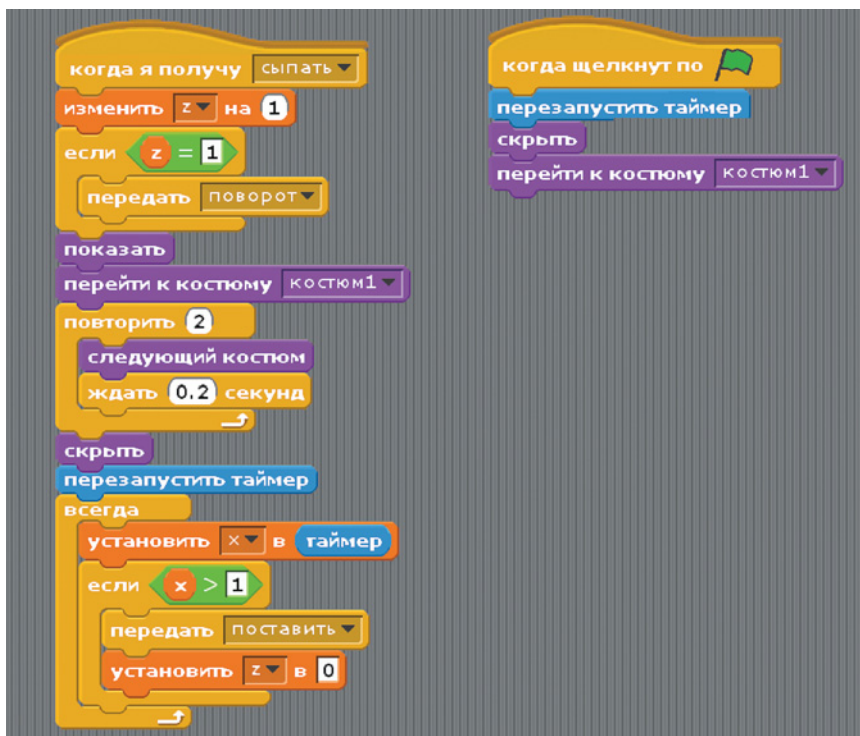 когда я получу сыпать
изменить z на 1
если z = 1
передать поворот
показать
перейти к костюму костюм1
повторить 2
следующий костюм
ждать 0.2 секунд
скрыть
перезапустить таймер
всегда
установить x в таймер
если x > 1
передать поставить
установить z в 0
когда щелкнут по
перезапустить таймер
скрыть
перейти к костюму костюм1